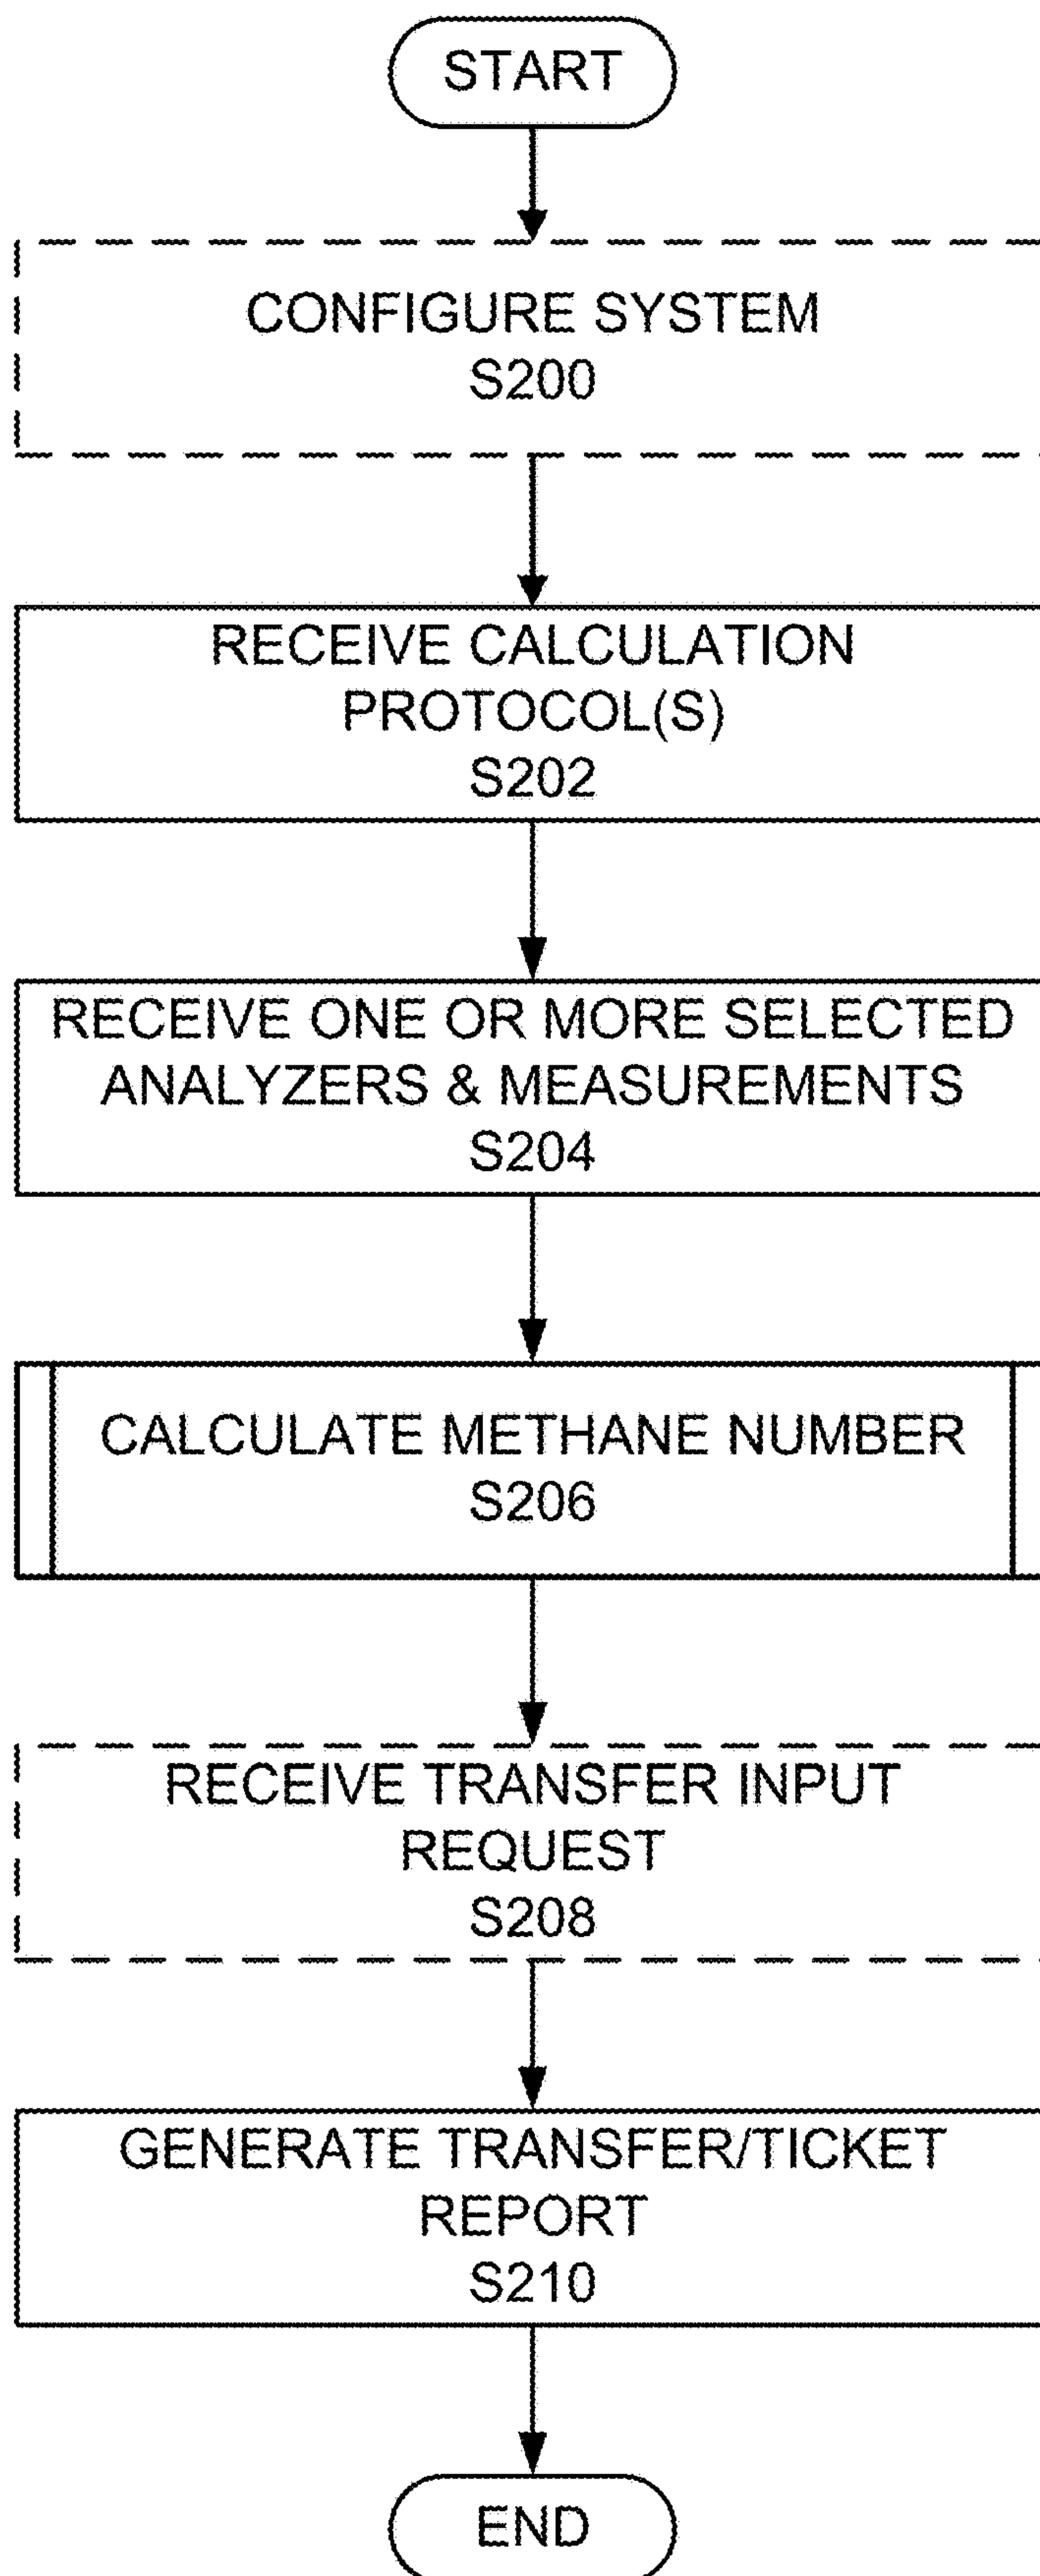 START
CONFIGURE SYSTEM
S200
RECEIVE CALCULATION
PROTOCOL(S)
S202
RECEIVE ONE OR MORE SELECTED
ANALYZERS & MEASUREMENTS
S204
CALCULATE METHANE NUMBER
S206
RECEIVE TRANSFER INPUT
REQUEST
S208
GENERATE TRANSFER/TICKET
REPORT
S210
END